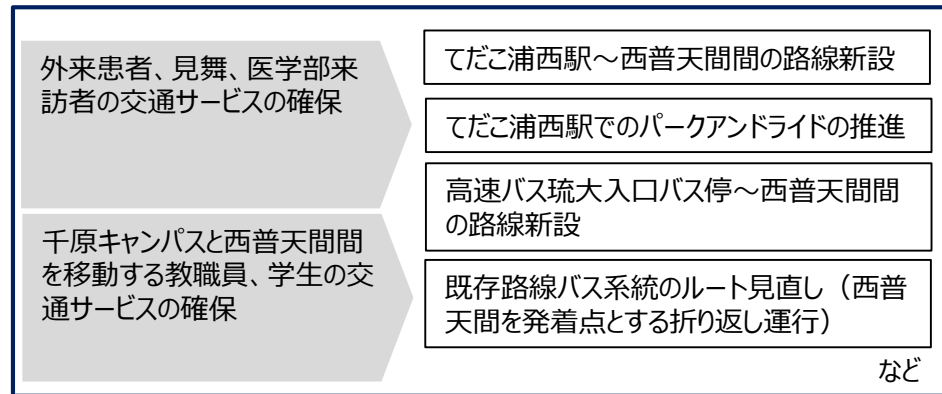 外来患者、見舞、医学部来
訪者の交通サービスの確保
千原キャンパスと西普天間間
を移動する教職員、学生の交
通サービスの確保
てだこ浦西駅～西普天間間の路線新設
てだこ浦西駅でのパークアンドライドの推進
高速バス琉大入口バス停～西普天間間
の路線新設
既存路線バス系統のルート見直し（西普
天間を発着点とする折り返し運行）
など